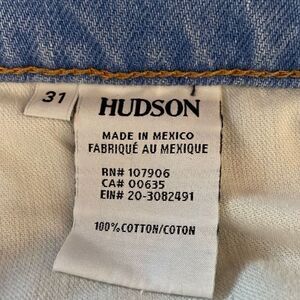 31
HUDSON
MADE IN MEXICO
FABRIQUÉ AU MEXIQUE
RN# 107906
CA# 00635
EIN# 20-3082491
100% COTTON/COTON